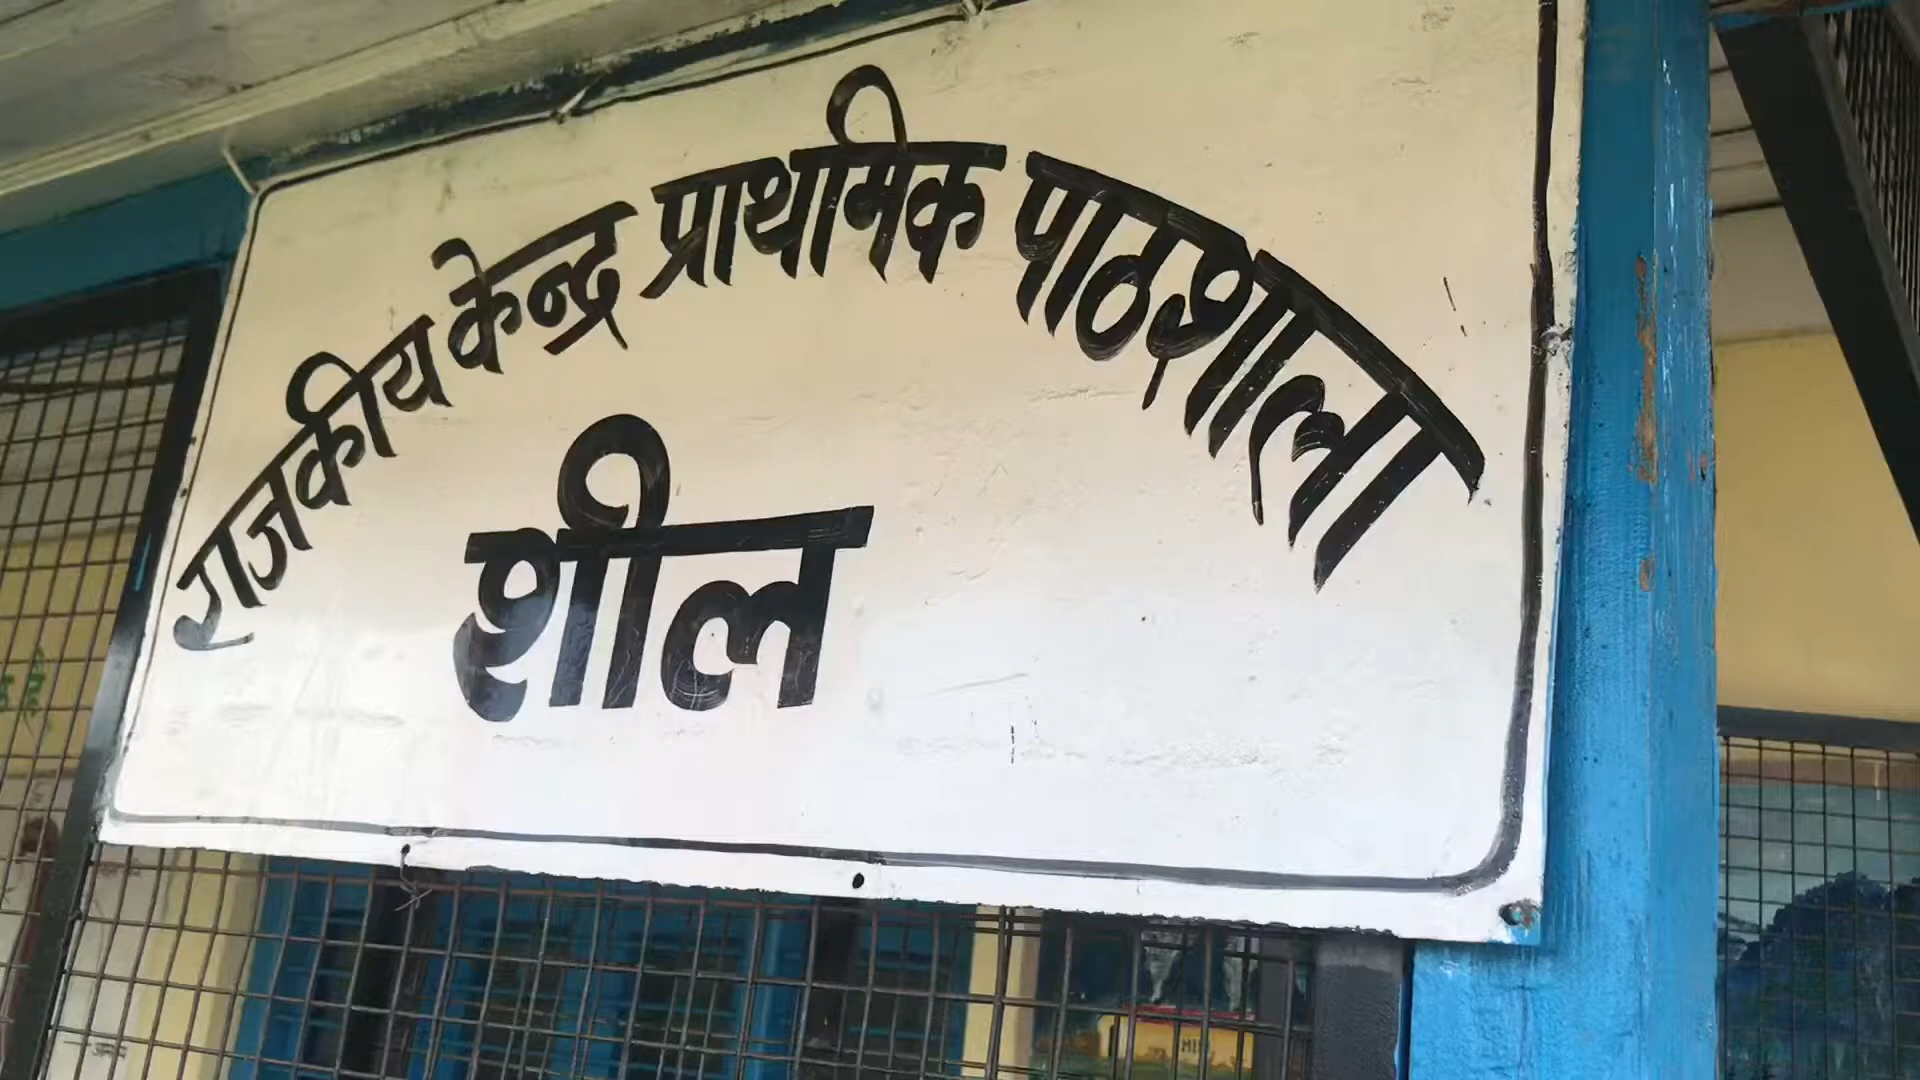 राजकीय केन्द्र प्राथमिक पाठशाला
शील